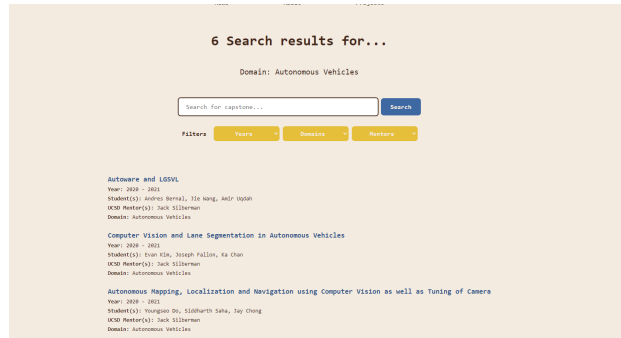 6 Search results for...
Domain: Autonomous Vehicles
Search for capstone...
Search
Filters
Years
Domains
Mentors
Autoware and LGSVL
Year: 2020 - 2021
Student(s): Andres Bernal, Jie Wang, Amir Uqdah
UCSD Mentor(s): Jack Silberman
Domain: Autonomous Vehicles
Computer Vision and Lane Segmentation in Autonomous Vehicles
Year: 2020 - 2021
Student(s): Evan Kim, Joseph Fallon, Ka Chan
UCSD Mentor(s): Jack Silberman
Domain: Autonomous Vehicles
Autonomous Mapping, Localization and Navigation using Computer Vision as well as Tuning of Camera
Year: 2020 - 2021
Student(s): Youngseo Do, Siddharth Saha, Jay Chong
UCSD Mentor(s): Jack Silberman
Domain: Autonomous Vehicles